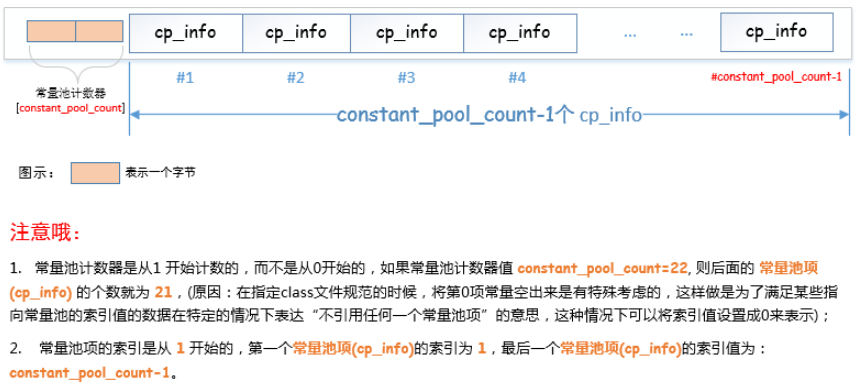 cp_info cp_info cp_info cp_info ... ... cp_info
#1 #2 #3 #4 #constant_pool_count-1
常量池计数器
[constant_pool_count]
constant_pool_count-1个 cp_info
图示： 表示一个字节
注意哦：
1. 常量池计数器是从1 开始计数的，而不是从0开始的，如果常量池计数器值 constant_pool_count=22, 则后面的 常量池项
(cp_info) 的个数就为 21，(原因：在指定class文件规范的时候，将第0项常量空出来是有特殊考虑的，这样做是为了满足某些指
向常量池的索引值的数据在特定的情况下表达“不引用任何一个常量池项”的意思，这种情况下可以将索引值设置成0来表示)；
2. 常量池项的索引是从 1 开始的，第一个常量池项(cp_info)的索引为 1，最后一个常量池项(cp_info)的索引值为：
constant_pool_count-1。